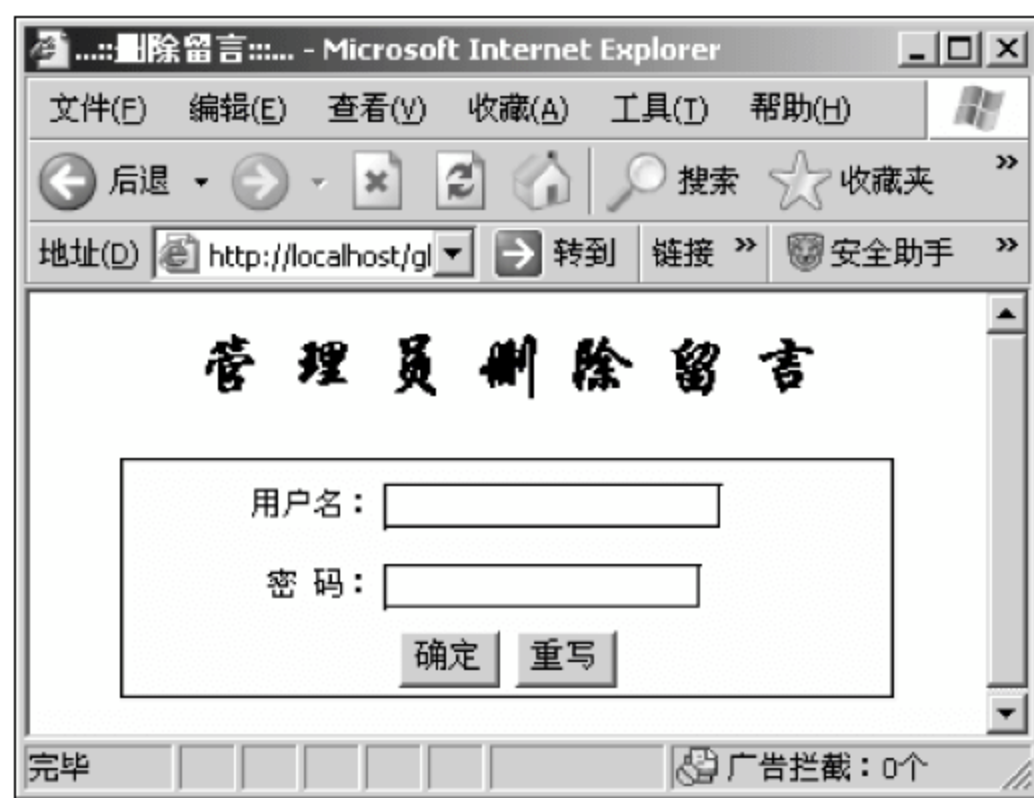 ...::删除留言:::... - Microsoft Internet Explorer
文件(F) 编辑(E) 查看(V) 收藏(A) 工具(T) 帮助(H)
后退 搜索 收藏夹 »
地址(D) http://localhost/gl 转到 链接 » 安全助手 »
管理员删除留言
用户名：
密 码：
确定 重写
完毕 广告拦截：0个